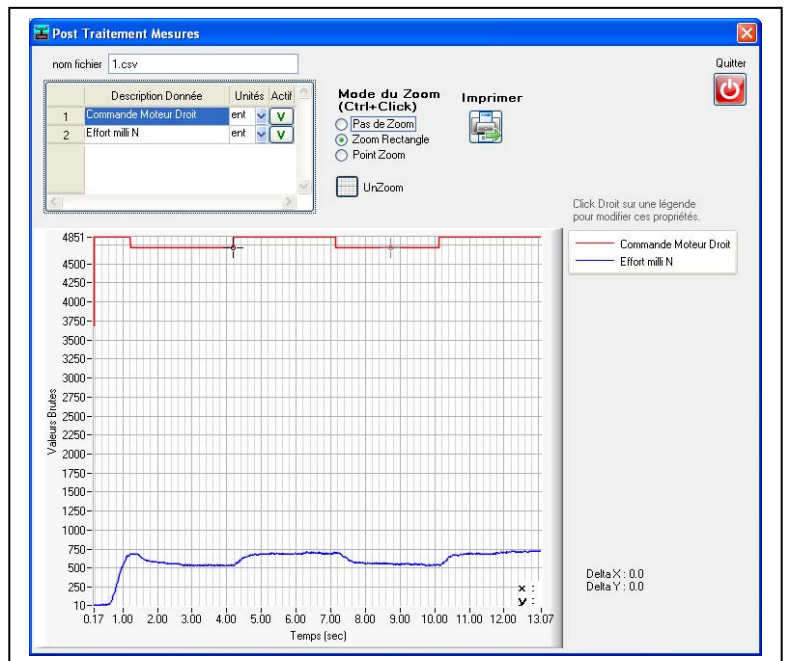 Post Traitement Mesures
nom fichier 1.csv
Quitter
Description Donnée Unités Actif
1 Commande Moteur Droit ent V
2 Effort milli N ent V
Mode du Zoom
(Ctrl+Click)
Pas de Zoom
Zoom Rectangle
Point Zoom
UnZoom
Imprimer
Click Droit sur une légende
pour modifier ces propriétés.
Commande Moteur Droit
Effort milli N
Valeurs Brutes
4851
4500
4250
4000
3750
3500
3250
3000
2750
2500
2250
2000
1750
1500
1250
1000
750
500
250
10
x :
y :
0.17 1.00 2.00 3.00 4.00 5.00 6.00 7.00 8.00 9.00 10.00 11.00 12.00 13.07
Temps (sec)
Delta X : 0.0
Delta Y : 0.0